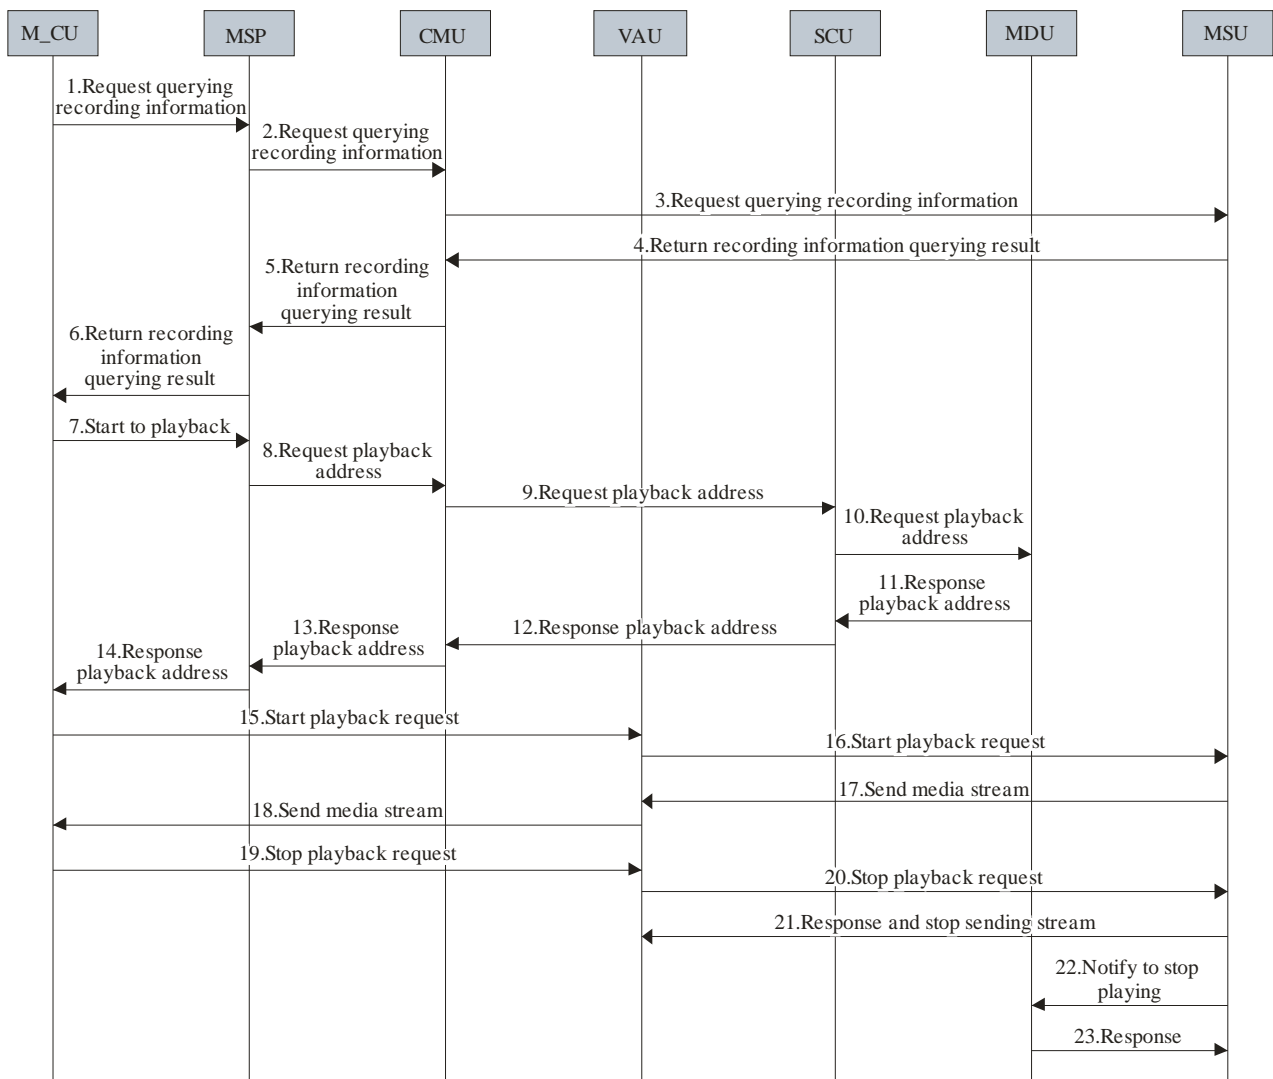 M_CU
MSP
CMU
VAU
SCU
MDU
MSU
1.Request querying
recording information
2.Request querying
recording information
3.Request querying recording information
4.Return recording information querying result
5.Return recording
information
querying result
6.Return recording
information
querying result
7.Start to playback
8.Request playback
address
9.Request playback address
10.Request playback
address
11.Response
playback address
12.Response playback address
13.Response
playback address
14.Response
playback address
15.Start playback request
16.Start playback request
17.Send media stream
18.Send media stream
19.Stop playback request
20.Stop playback request
21.Response and stop sending stream
22.Notify to stop
playing
23.Response